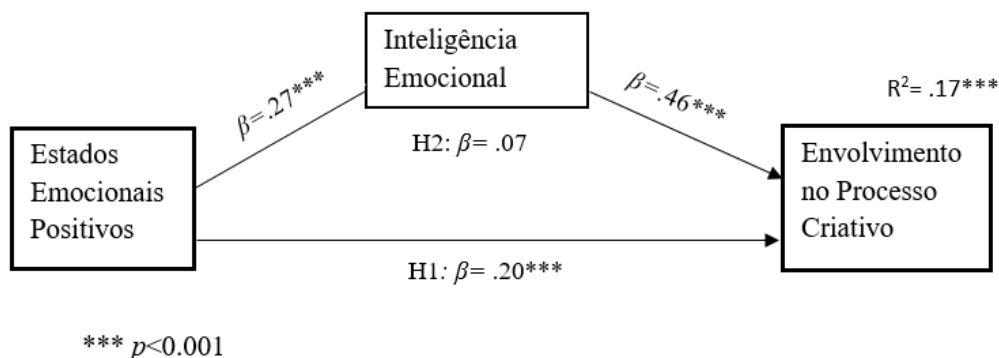 Inteligência
Emocional
β=.27***
β=.46***
R²= .17***
H2: β= .07
Estados
Emocionais
Positivos
Envolvimento
no Processo
Criativo
H1: β= .20***
*** p<0.001